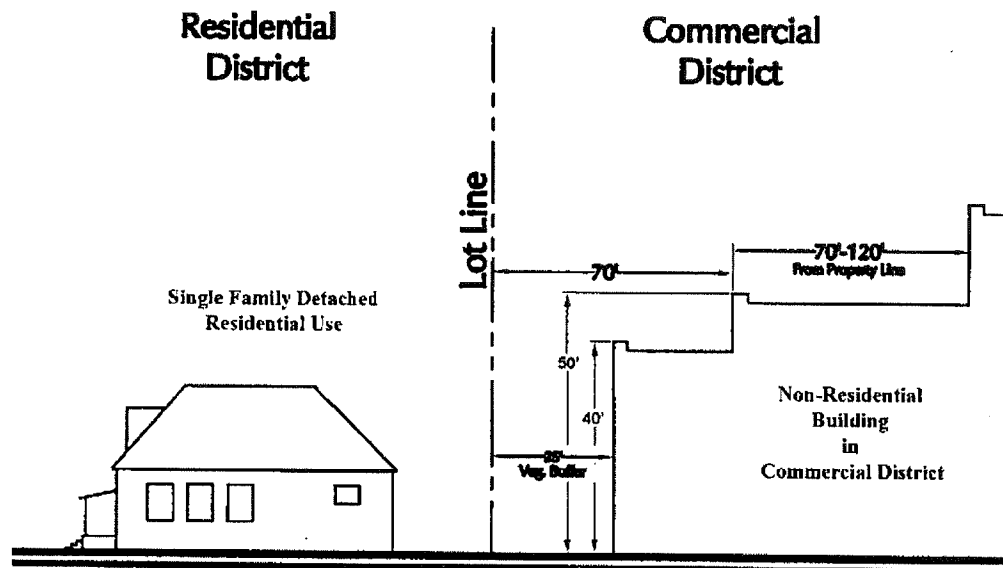 Residential
District
Commercial
District
Lot Line
70'
70'-120'
From Property Line
Single Family Detached
Residential Use
50'
40'
35'
Veg. Buffer
Non-Residential
Building
in
Commercial District